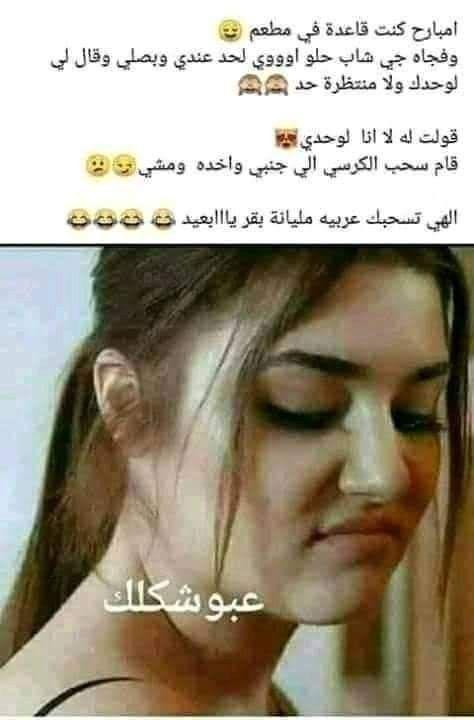 امبارح كنت قاعدة في مطعم 😌
وفجاه جي شاب حلو اوووي لحد عندي وبصلي وقال لي
لوحدك ولا منتظرة حد 🙈🙈
قولت له لا انا لوحدي😻
قام سحب الكرسي الي جنبي واخده ومشي😏😕
الهي تسحبك عربيه مليانة بقر يااابعيد 😂😂😂😂
عبوشكلك